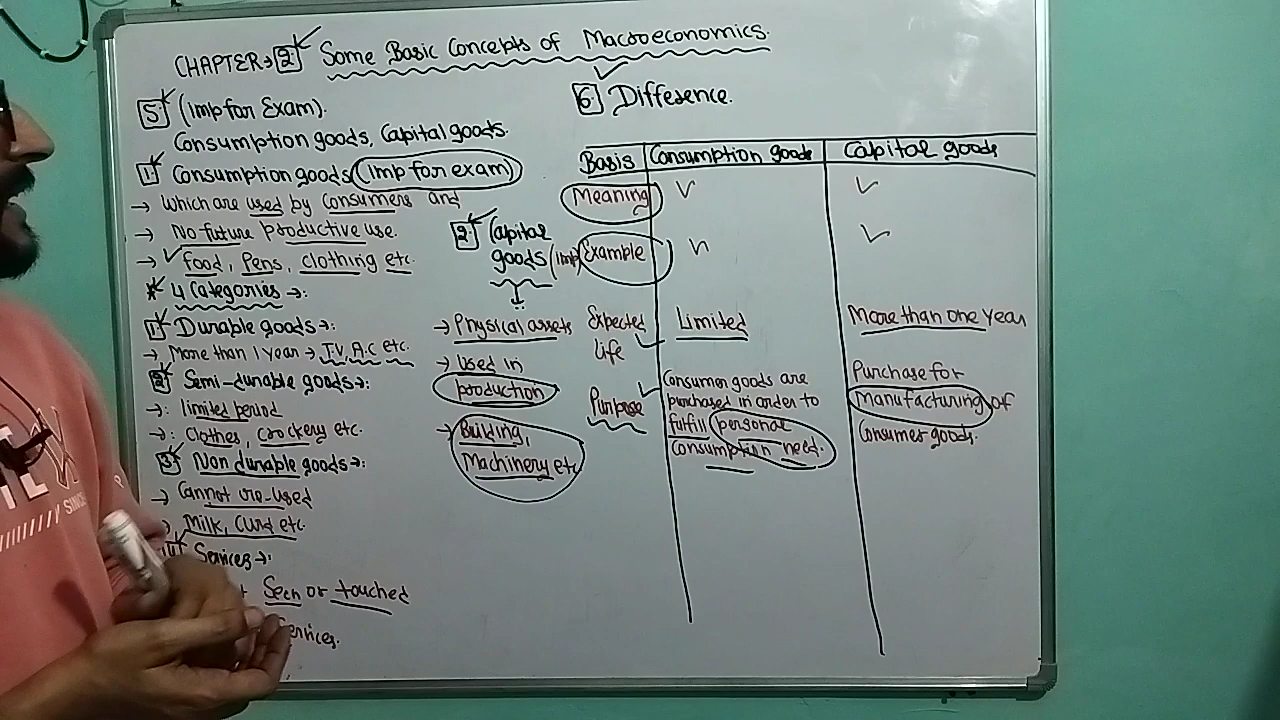 CHAPTER→ 2 Some Basic Concepts of Macroeconomics.
5 (Imp for Exam).
Consumption goods, Capital goods.
1 Consumption goods (imp for exam)
→ Which are used by Consumers and
→ No future productive use.
→ food, Pens, clothing etc.
* 4 Categories →:
1 Durable goods→:
→ More than 1 year → TV, A.C etc.
2 Semi-durable goods→:
→: limited period
→: Clothes, Crockery etc.
3 Non durable goods→:
→ Cannot re-used
→ Milk, Curd etc.
4 Services→:
Seen or touched
Services.
2 Capital
goods (imp)
→ Physical assets
→ Used in
production
→ Building,
Machinery etc
6 Difference.
Basis Consumption goods Capital goods
Meaning ✓ ✓
Example ✓ ✓
Expected life Limited More than one year
Purpose
Consumer goods are
purchased in order to
fulfill personal
consumption need.
Purchase for
Manufacturing of
Consumer goods.
SINCE